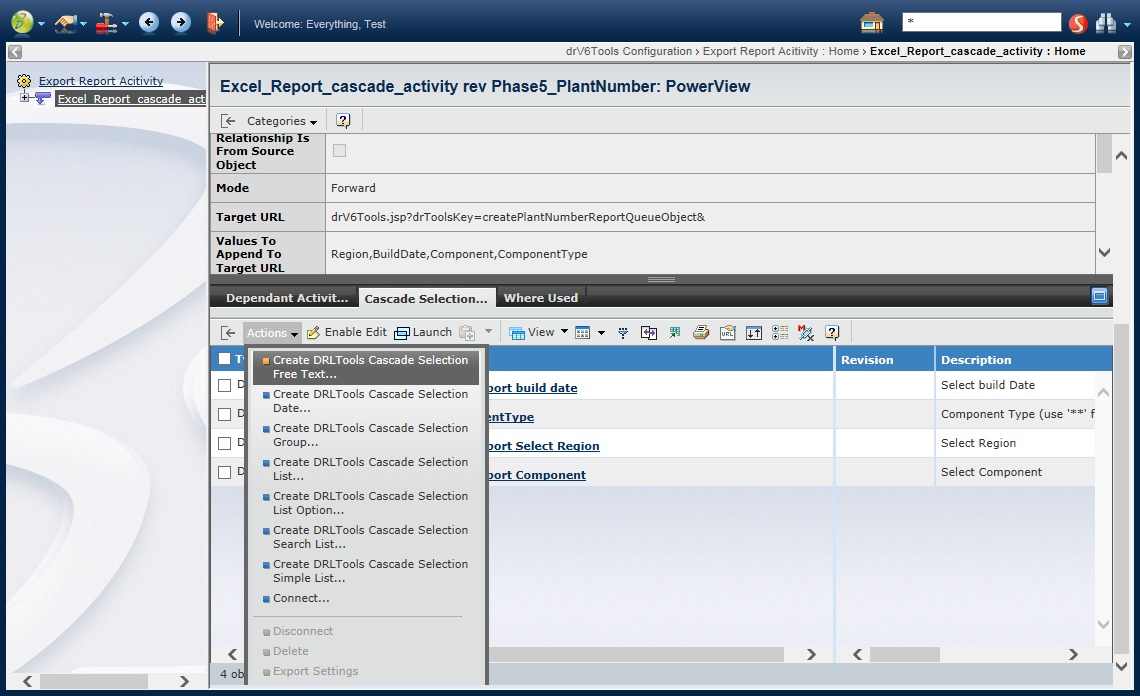 Welcome: Everything, Test
*
drV6Tools Configuration › Export Report Acitivity : Home › Excel_Report_cascade_activity : Home
Export Report Acitivity
Excel_Report_cascade_act
Excel_Report_cascade_activity rev Phase5_PlantNumber: PowerView
Categories
Relationship Is
From Source
Object
Mode
Forward
Target URL
drV6Tools.jsp?drToolsKey=createPlantNumberReportQueueObject&
Values To
Append To
Target URL
Region,BuildDate,Component,ComponentType
Dependant Activit...
Cascade Selection...
Where Used
Actions
Enable Edit
Launch
View
URL
Revision
Description
port build date
Select build Date
entType
Component Type (use '**' f
port Select Region
Select Region
port Component
Select Component
Create DRLTools Cascade Selection
Free Text...
Create DRLTools Cascade Selection
Date...
Create DRLTools Cascade Selection
Group...
Create DRLTools Cascade Selection
List...
Create DRLTools Cascade Selection
List Option...
Create DRLTools Cascade Selection
Search List...
Create DRLTools Cascade Selection
Simple List...
Connect...
Disconnect
Delete
Export Settings
4 ob